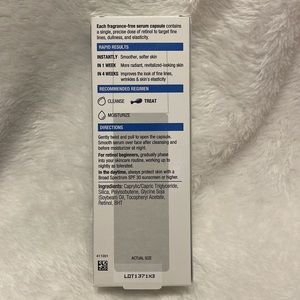 Each fragrance-free serum capsule contains
a single, precise dose of retinol to target fine
lines, dullness, and elasticity.
RAPID RESULTS
INSTANTLY Smoother, softer skin
IN 1 WEEK More radiant, revitalized-looking skin
IN 4 WEEKS Improves the look of fine lines,
wrinkles & skin's elasticity
RECOMMENDED REGIMEN
CLEANSE TREAT
MOISTURIZE
DIRECTIONS
Gently twist and pull to open the capsule.
Smooth serum over face after cleansing and
before moisturizer at night.
For retinol beginners, gradually phase
into your skincare routine, working up to
nightly as tolerated.
In the daytime, always protect skin with a
Broad Spectrum SPF 30 sunscreen or higher.
Ingredients: Caprylic/Capric Triglyceride,
Silica, Polyisobutene, Glycine Soja
(Soybean) Oil, Tocopheryl Acetate,
Retinol, BHT
ACTUAL SIZE